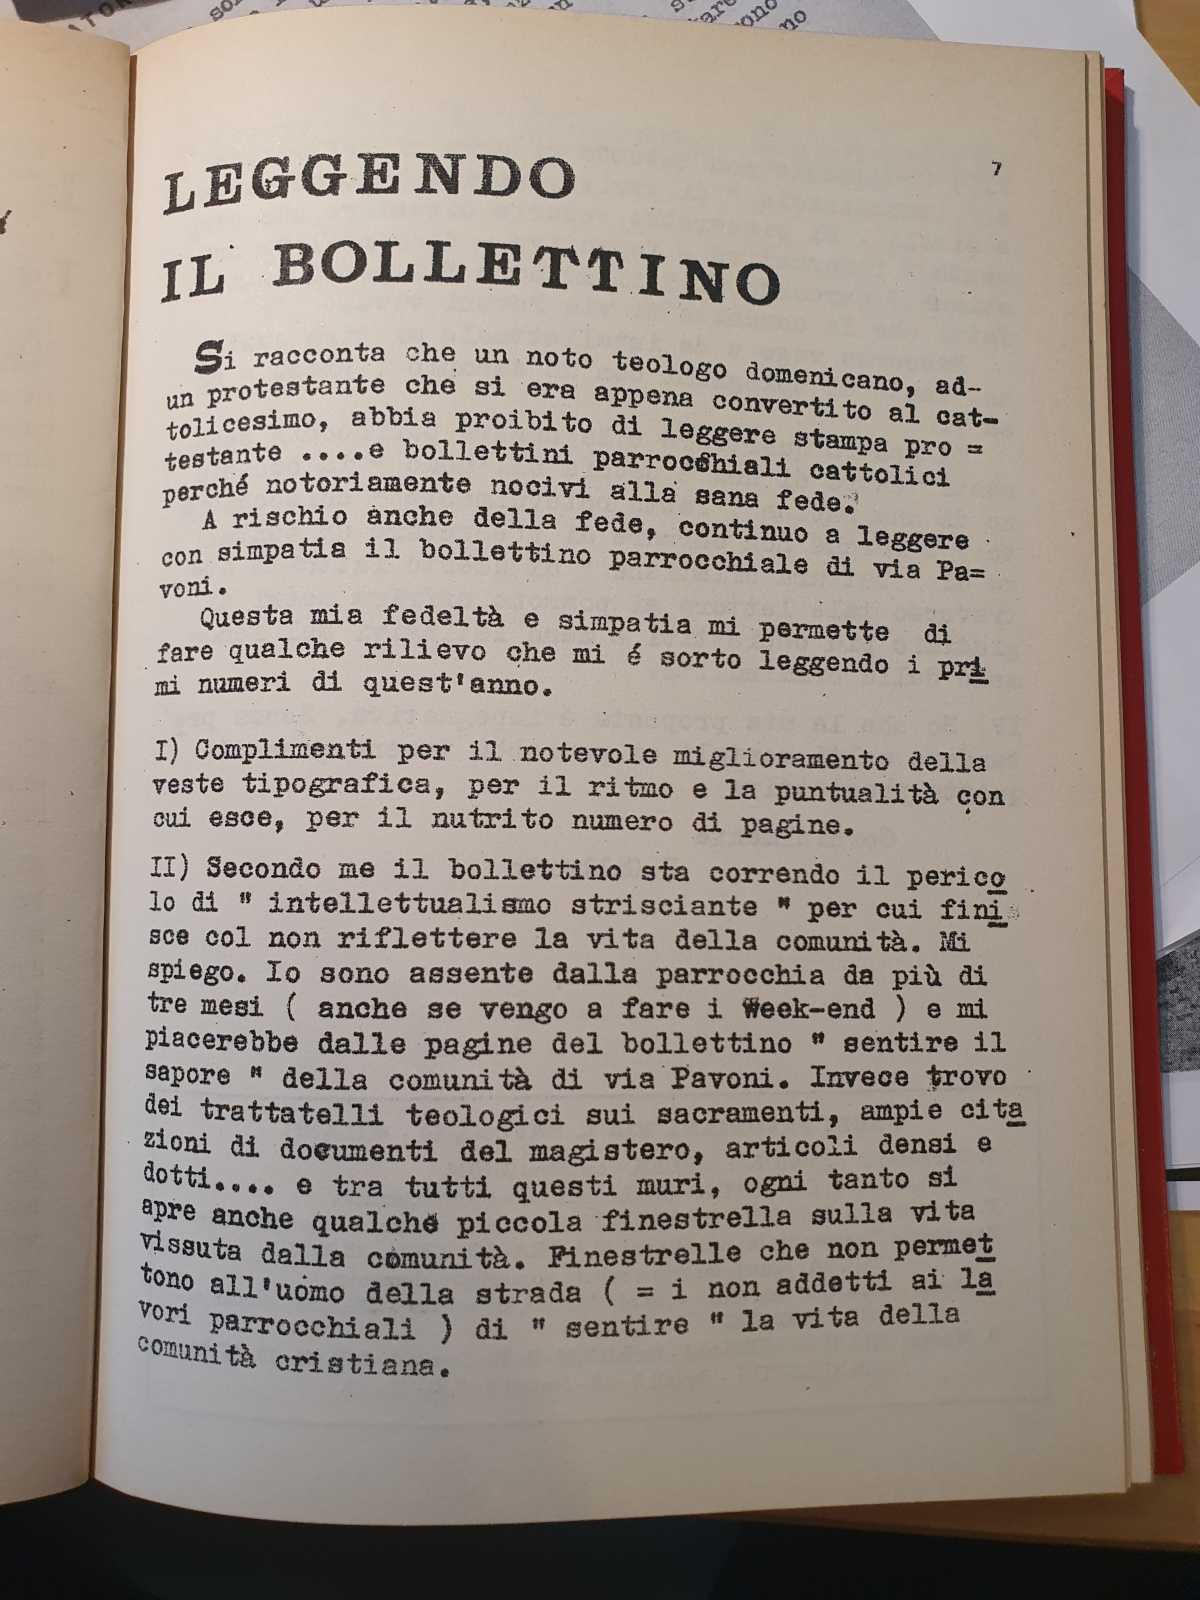 7
LEGGENDO
IL BOLLETTINO
Si racconta che un noto teologo domenicano, ad-
un protestante che si era appena convertito al cat-
tolicesimo, abbia proibito di leggere stampa pro =
testante ....e bollettini parrocchiali cattolici
perché notoriamente nocivi alla sana fede.
A rischio anche della fede, continuo a leggere
con simpatia il bollettino parrocchiale di via Pa=
voni.
Questa mia fedeltà e simpatia mi permette di
fare qualche rilievo che mi é sorto leggendo i pri
mi numeri di quest'anno.
I) Complimenti per il notevole miglioramento della
veste tipografica, per il ritmo e la puntualità con
cui esce, per il nutrito numero di pagine.
II) Secondo me il bollettino sta correndo il perico
lo di " intellettualismo strisciante " per cui fini
sce col non riflettere la vita della comunità. Mi
spiego. Io sono assente dalla parrocchia da più di
tre mesi ( anche se vengo a fare i Week-end ) e mi
piacerebbe dalle pagine del bollettino " sentire il
sapore " della comunità di via Pavoni. Invece trovo
dei trattatelli teologici sui sacramenti, ampie cita
zioni di documenti del magistero, articoli densi e
dotti.... e tra tutti questi muri, ogni tanto si
apre anche qualche piccola finestrella sulla vita
vissuta dalla comunità. Finestrelle che non permet
tono all'uomo della strada ( = i non addetti ai la
vori parrocchiali ) di " sentire " la vita della
comunità cristiana.